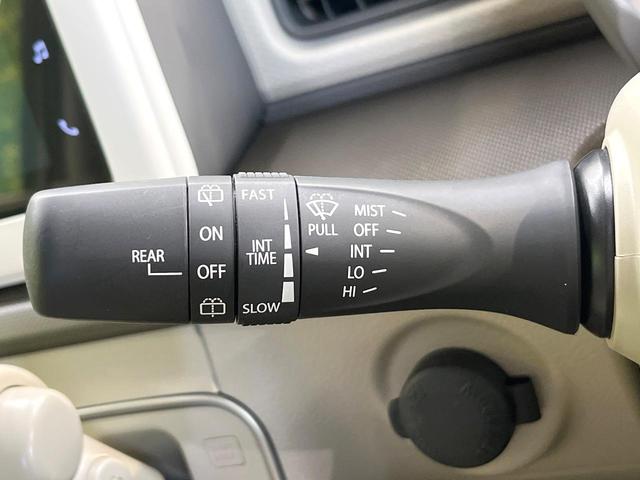 REAR
ON
OFF
FAST
INT
TIME
SLOW
PULL
MIST
OFF
INT
LO
HI